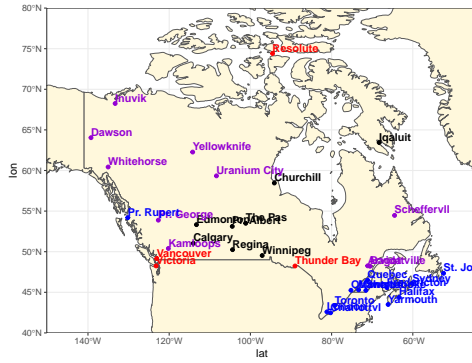 80°N
75°N
70°N
65°N
60°N
55°N
50°N
45°N
40°N
lon
Resolute
Inuvik
Dawson
Iqaluit
Yellowknife
Whitehorse
Uranium City
Churchill
Scheffervll
Pr. Rupert
George
The Pas
Calgary
Regina
Kamloops
Winnipeg
Vancouver
Victoria
Thunder Bay
Quebec
Sydney
St. Jo
Halifax
Yarmouth
Toronto
140°W
120°W
100°W
80°W
60°W
lat